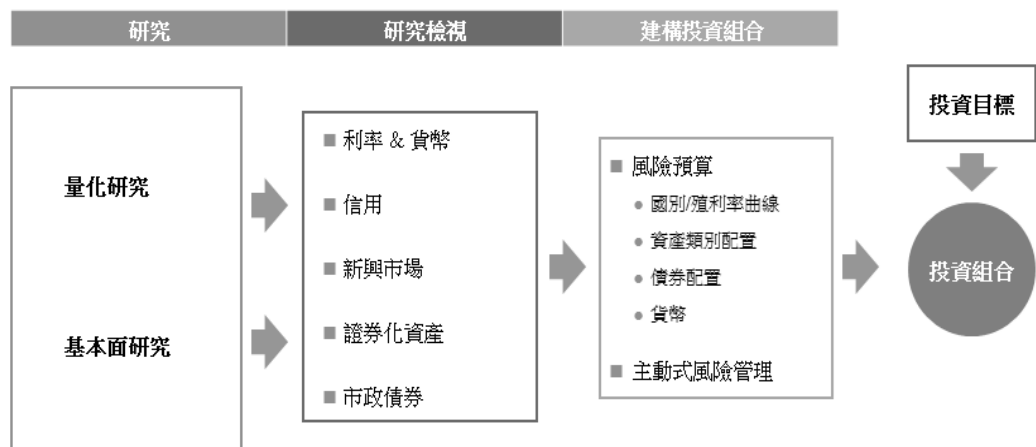 研究
研究檢視
建構投資組合
量化研究
基本面研究
利率 & 貨幣
信用
新興市場
證券化資產
市政債券
風險預算
國別/殖利率曲線
資產類別配置
債券配置
貨幣
主動式風險管理
投資目標
投資組合